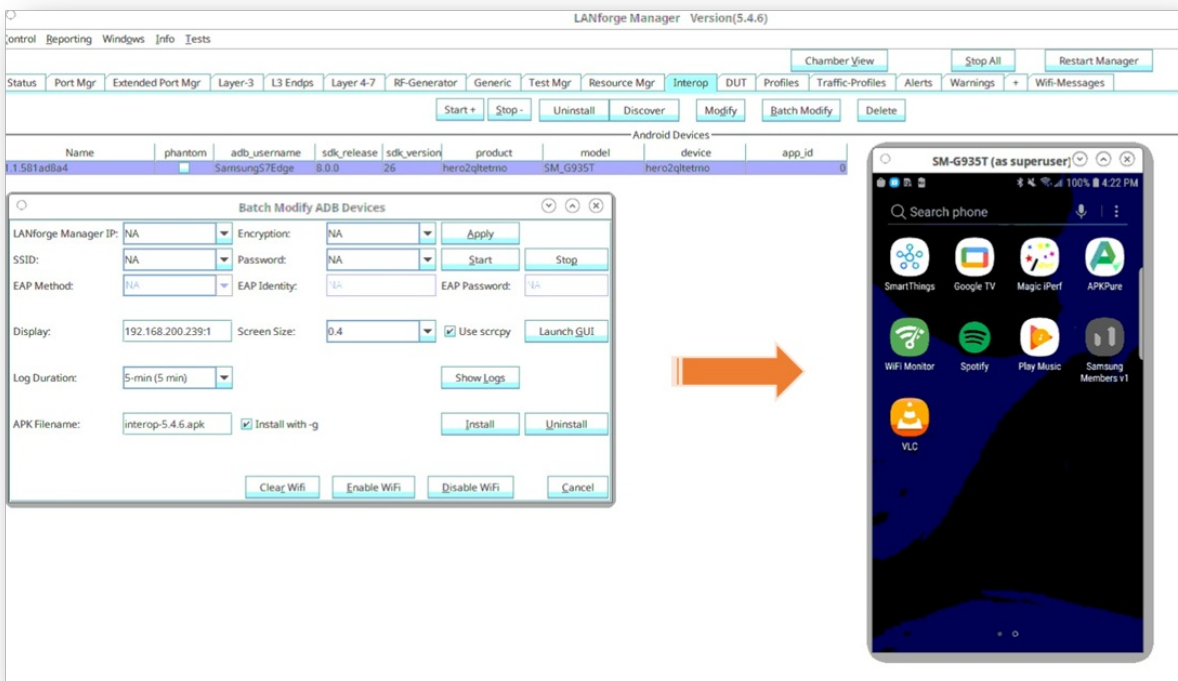 LANforge Manager Version(5.4.6)
Control Reporting Windows Info Tests
Chamber View Stop All Restart Manager
Status Port Mgr Extended Port Mgr Layer-3 L3 Endps Layer 4-7 RF-Generator Generic Test Mgr Resource Mgr Interop DUT Profiles Traffic-Profiles Alerts Warnings + Wifi-Messages
Start + Stop - Uninstall Discover Modify Batch Modify Delete
Android Devices
Name phantom adb_username sdk_release sdk_version product model device app_id
1.1.581ad8a4 SamsungS7Edge 8.0.0 26 hero2qltetmo SM_G935T hero2qltetmo 0
Batch Modify ADB Devices
LANforge Manager IP: NA Encryption: NA Apply
SSID: NA Password: NA Start Stop
EAP Method: NA EAP Identity: NA EAP Password: NA
Display: 192.168.200.239:1 Screen Size: 0.4 Use scrcpy Launch GUI
Log Duration: 5-min (5 min) Show Logs
APK Filename: interop-5.4.6.apk Install with -g Install Uninstall
Clear Wifi Enable WiFi Disable WiFi Cancel
SM-G935T (as superuser)
100% 4:22 PM
Search phone
SmartThings Google TV Magic iPerf APKPure
WiFi Monitor Spotify Play Music Samsung
Members v1
VLC